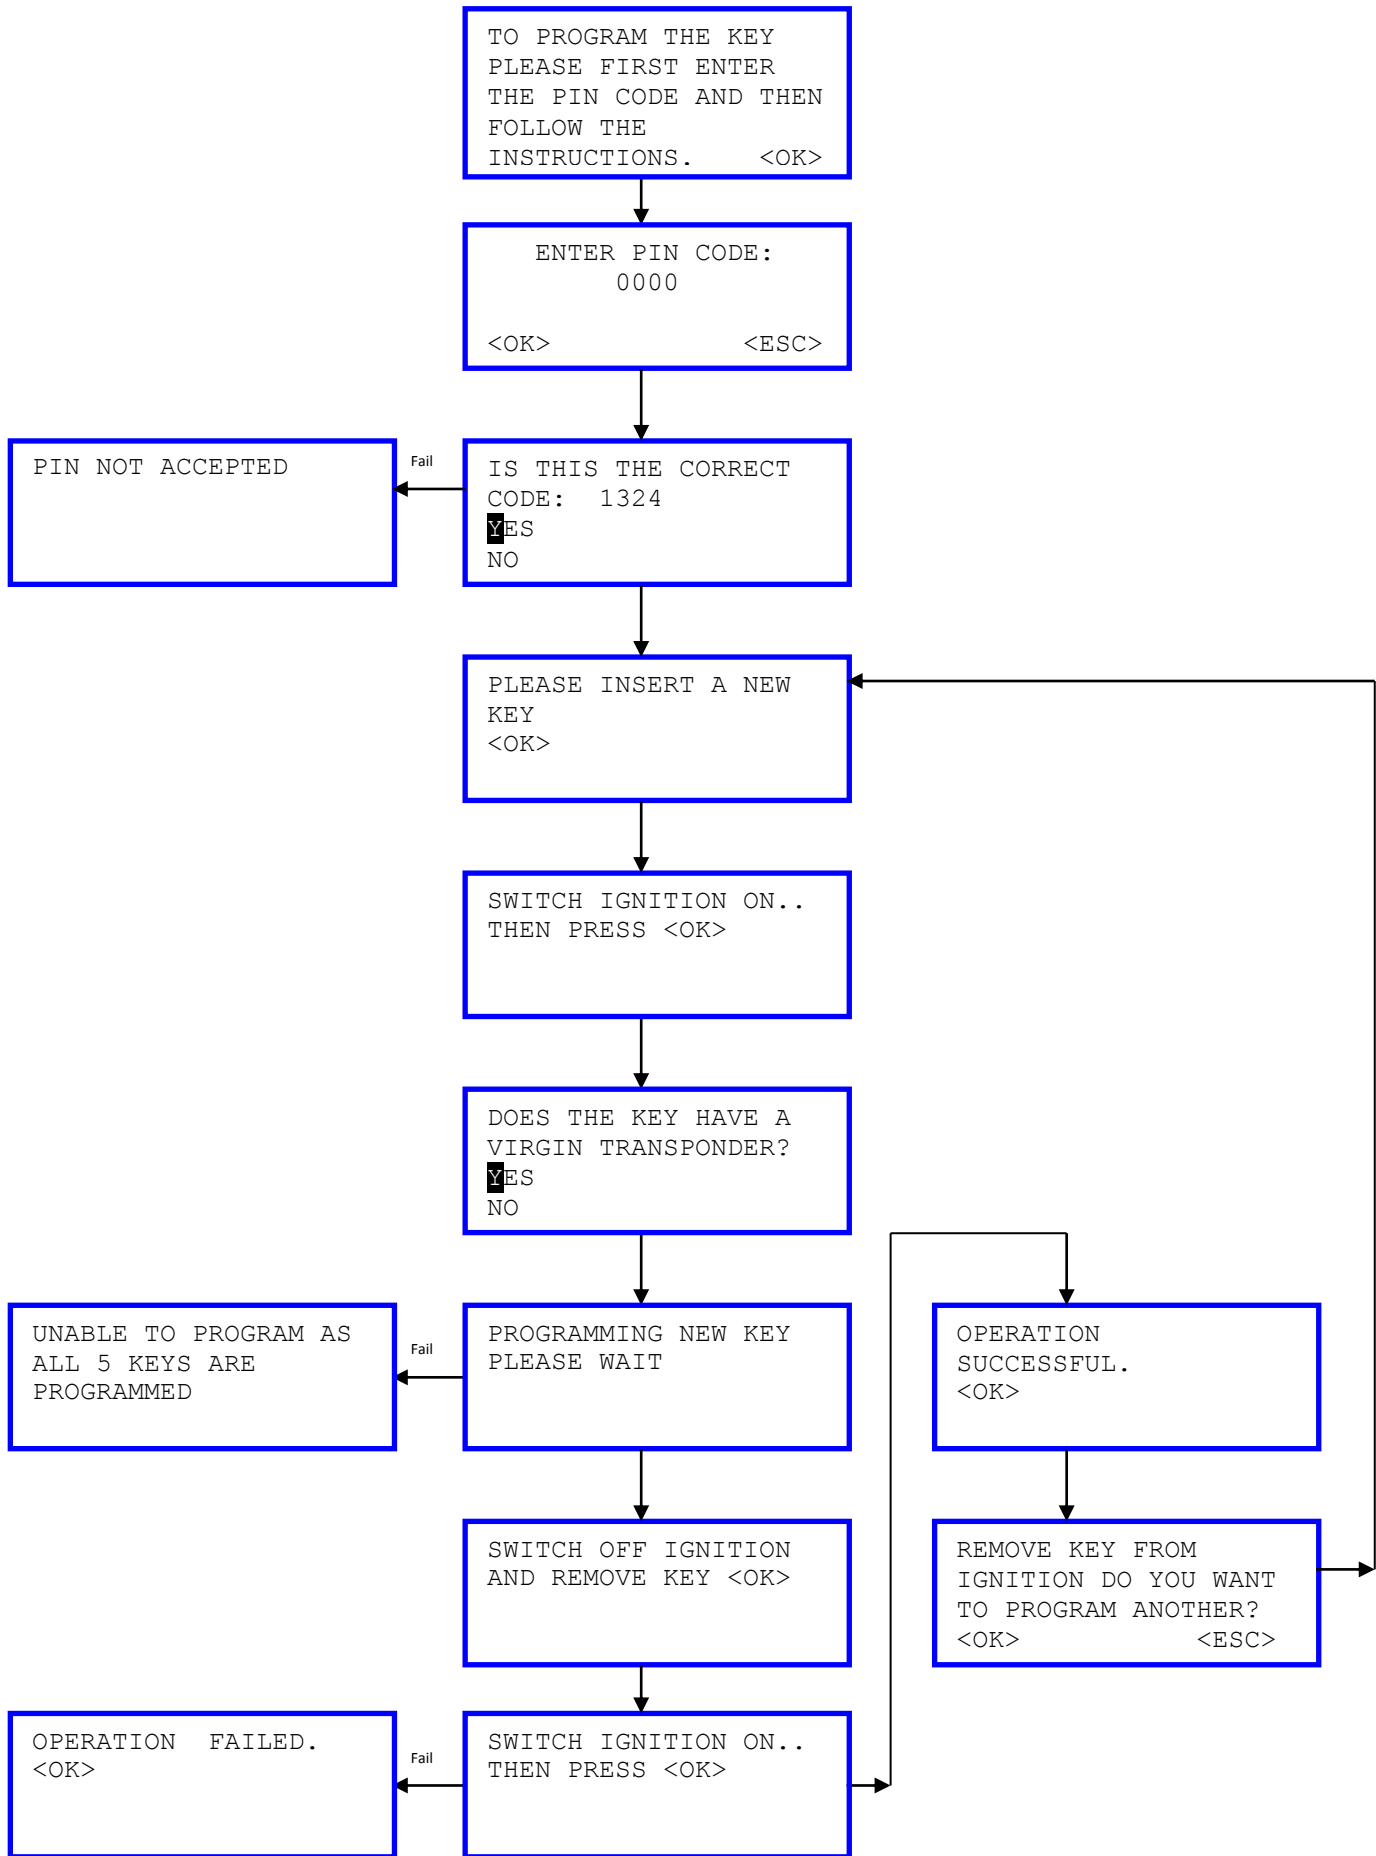 TO PROGRAM THE KEY
PLEASE FIRST ENTER
THE PIN CODE AND THEN
FOLLOW THE
INSTRUCTIONS. <OK>
ENTER PIN CODE:
0000
<OK> <ESC>
PIN NOT ACCEPTED
Fail
IS THIS THE CORRECT
CODE: 1324
YES
NO
PLEASE INSERT A NEW
KEY
<OK>
SWITCH IGNITION ON..
THEN PRESS <OK>
DOES THE KEY HAVE A
VIRGIN TRANSPONDER?
YES
NO
UNABLE TO PROGRAM AS
ALL 5 KEYS ARE
PROGRAMMED
Fail
PROGRAMMING NEW KEY
PLEASE WAIT
OPERATION
SUCCESSFUL.
<OK>
SWITCH OFF IGNITION
AND REMOVE KEY <OK>
REMOVE KEY FROM
IGNITION DO YOU WANT
TO PROGRAM ANOTHER?
<OK> <ESC>
OPERATION FAILED.
<OK>
Fail
SWITCH IGNITION ON..
THEN PRESS <OK>